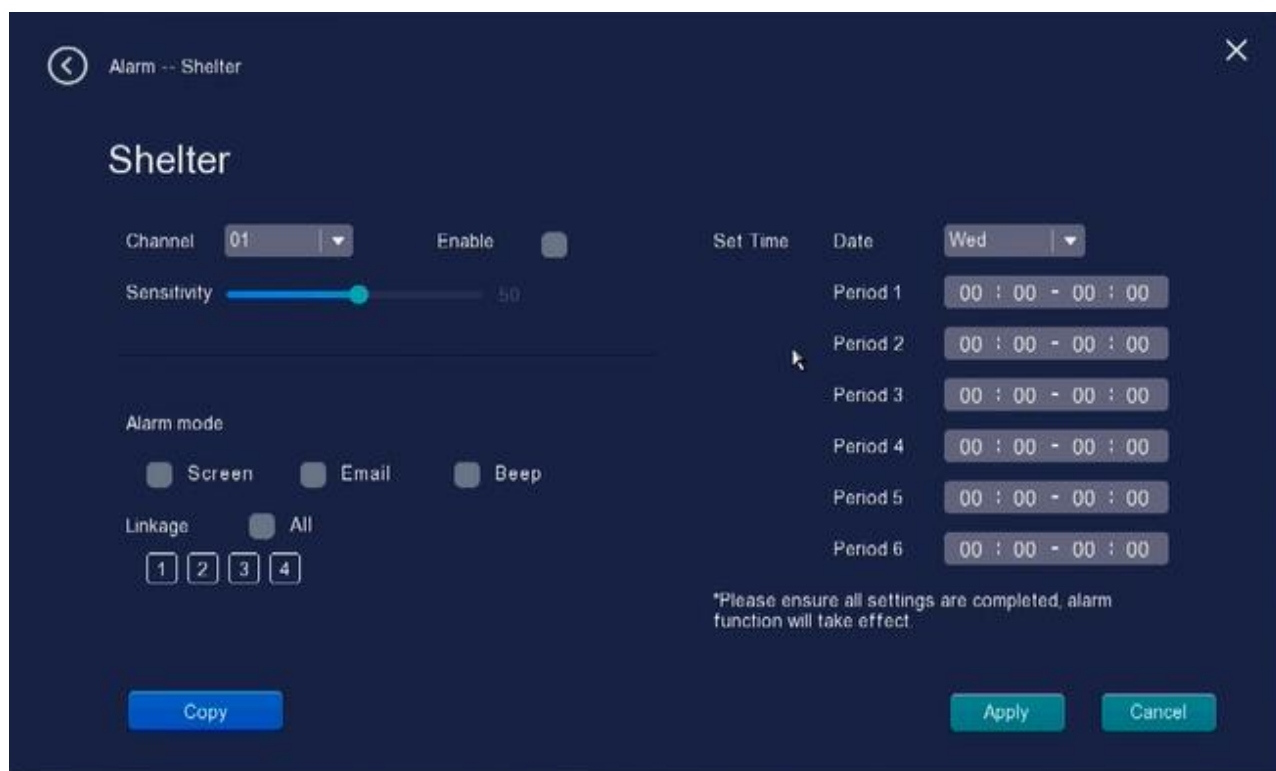 Alarm -- Shelter
Shelter
Channel 01 Enable
Sensitivity 50
Alarm mode
Screen Email Beep
Linkage All
1 2 3 4
Set Time Date Wed
Period 1 00 : 00 - 00 : 00
Period 2 00 : 00 - 00 : 00
Period 3 00 : 00 - 00 : 00
Period 4 00 : 00 - 00 : 00
Period 5 00 : 00 - 00 : 00
Period 6 00 : 00 - 00 : 00
*Please ensure all settings are completed, alarm
function will take effect.
Copy Apply Cancel